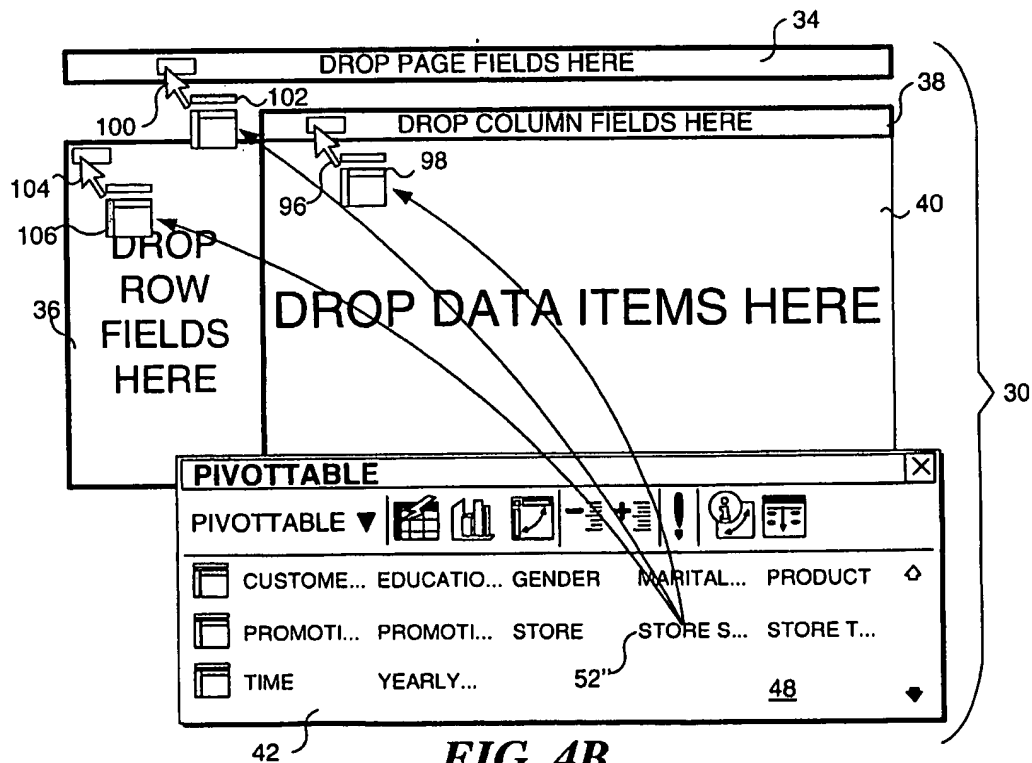 34
DROP PAGE FIELDS HERE
102
100
38
DROP COLUMN FIELDS HERE
104
96
98
40
106
DROP
ROW
FIELDS
HERE
36
DROP DATA ITEMS HERE
30
PIVOTTABLE
PIVOTTABLE
CUSTOME... EDUCATIO... GENDER MARITAL... PRODUCT
PROMOTI... PROMOTI... STORE STORE S... STORE T...
TIME YEARLY... 52" 48
42
FIG. 4B